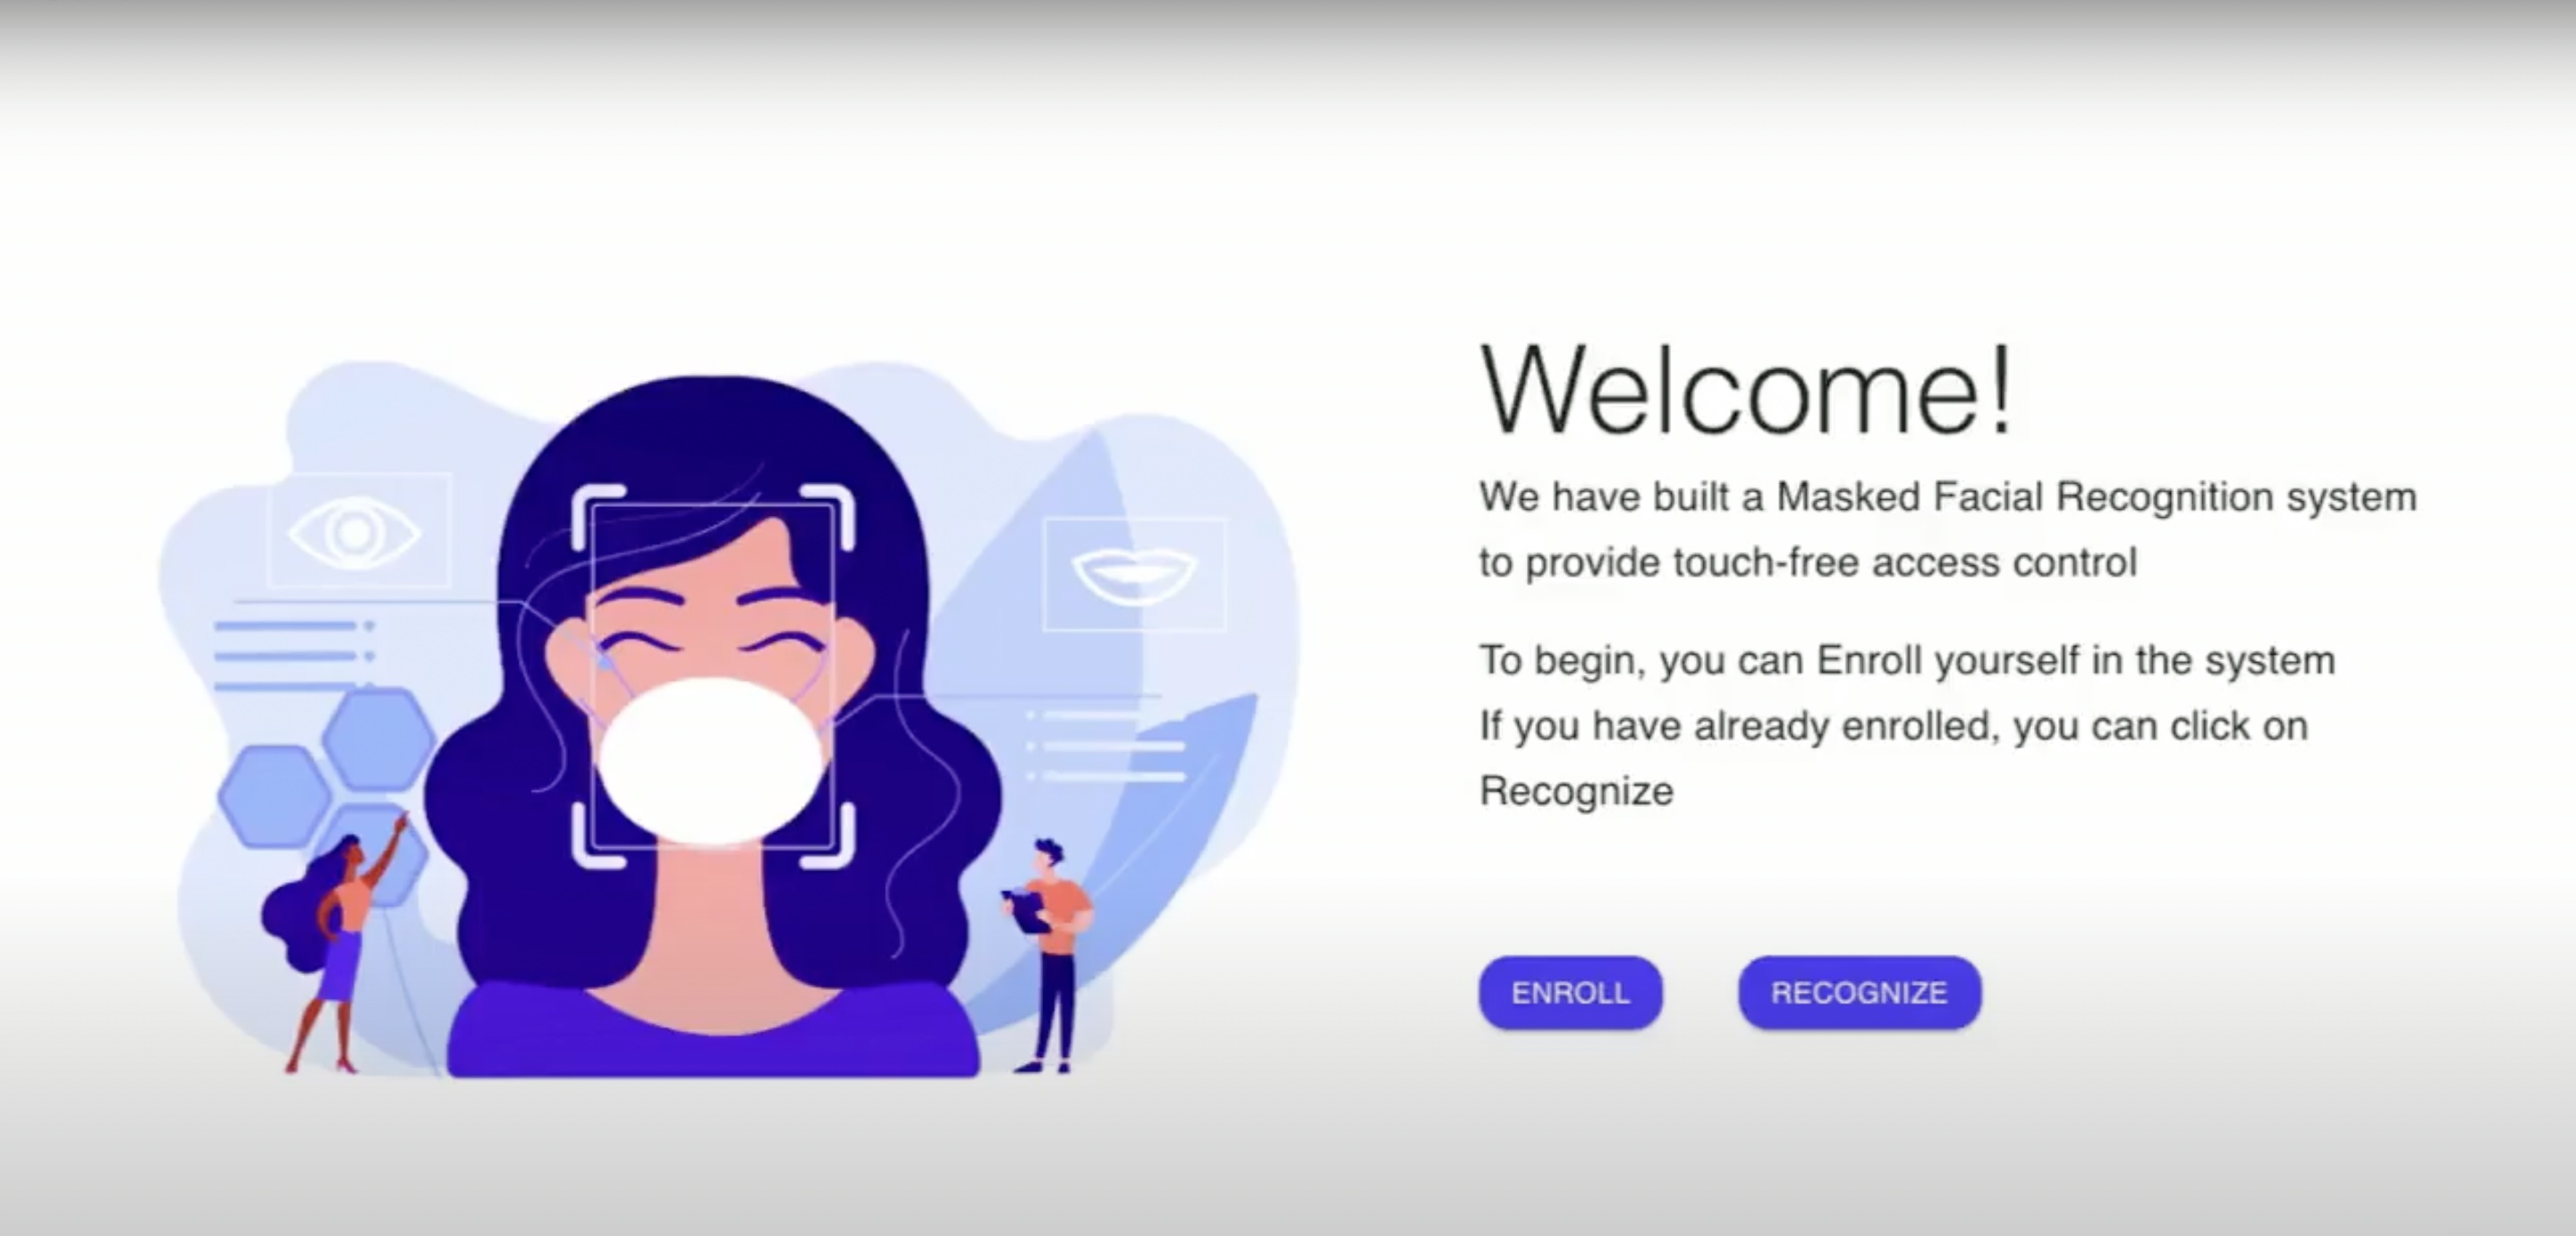 Welcome!
We have built a Masked Facial Recognition system
to provide touch-free access control
To begin, you can Enroll yourself in the system
If you have already enrolled, you can click on
Recognize
ENROLL
RECOGNIZE